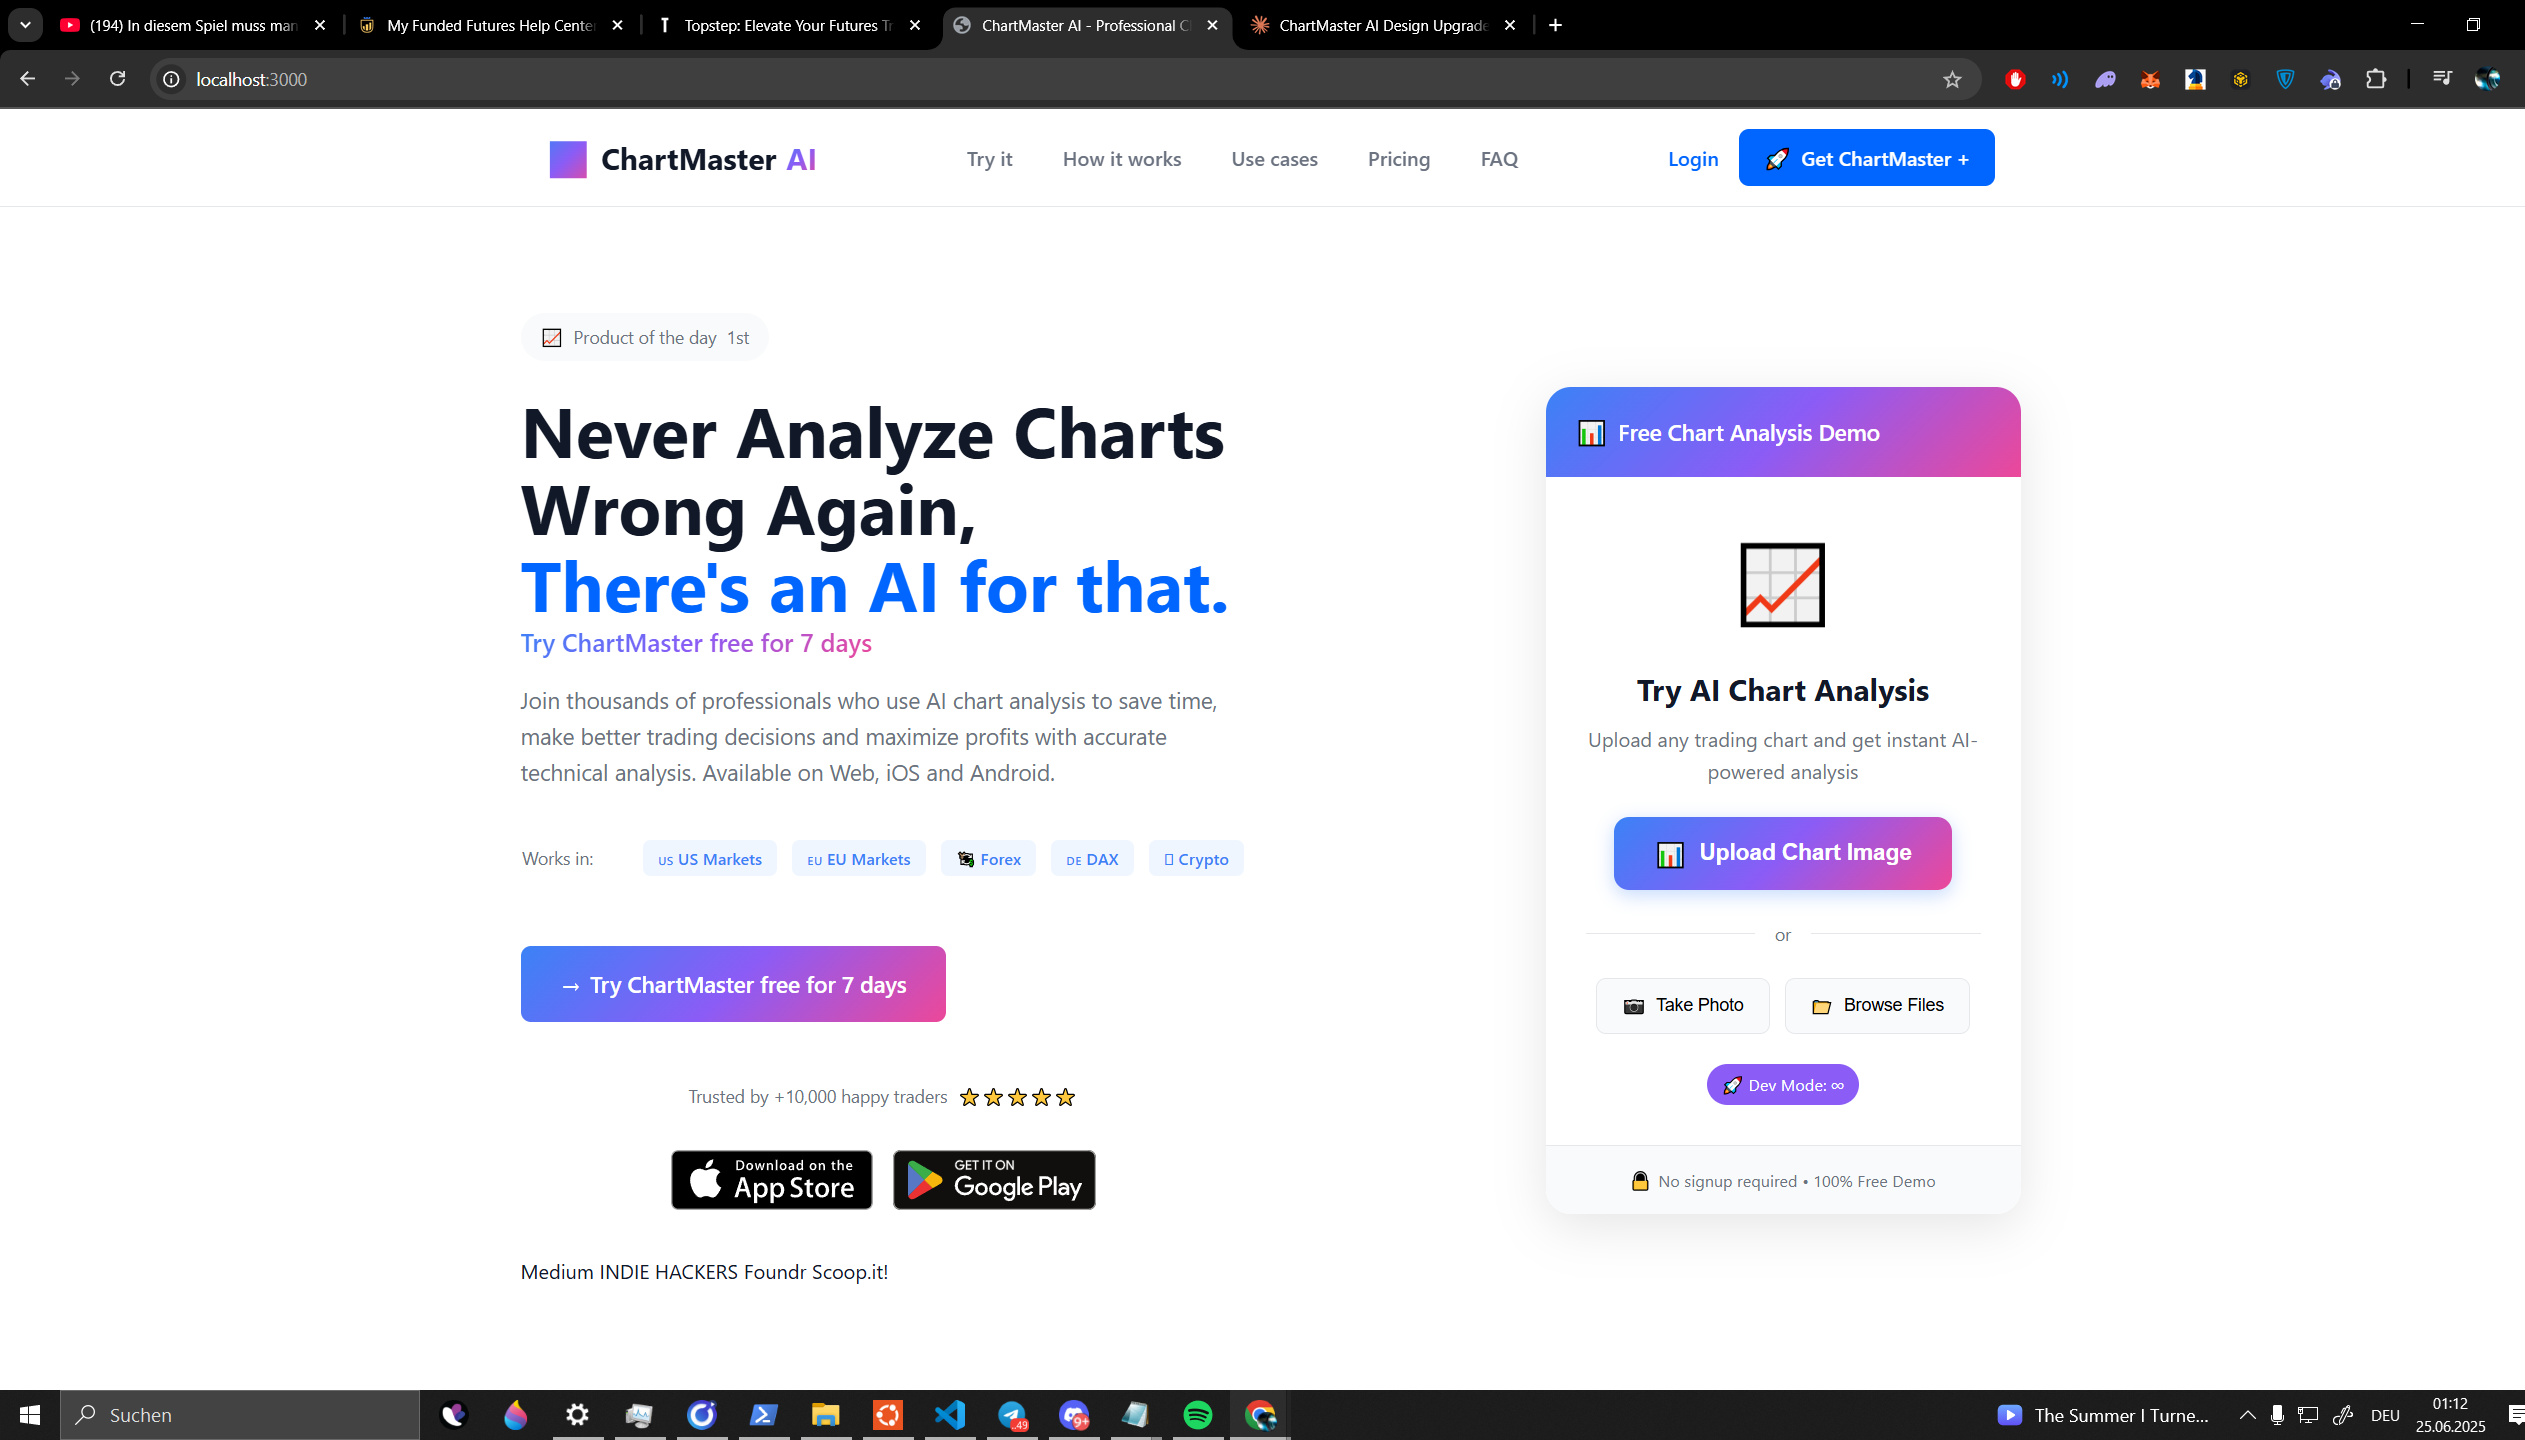 (194) In diesem Spiel muss man
My Funded Futures Help Cente
Topstep: Elevate Your Futures Tr
ChartMaster AI - Professional C
ChartMaster AI Design Upgrade
localhost:3000
ChartMaster AI
Try it
How it works
Use cases
Pricing
FAQ
Login
🚀 Get ChartMaster +
📈 Product of the day 1st
Never Analyze Charts
Wrong Again,
There's an AI for that.
Try ChartMaster free for 7 days
Join thousands of professionals who use AI chart analysis to save time,
make better trading decisions and maximize profits with accurate
technical analysis. Available on Web, iOS and Android.
Works in:
US US Markets
EU EU Markets
Forex
DE DAX
Crypto
→ Try ChartMaster free for 7 days
Trusted by +10,000 happy traders ⭐⭐⭐⭐⭐
Download on the
App Store
GET IT ON
Google Play
Medium INDIE HACKERS Foundr Scoop.it!
📊 Free Chart Analysis Demo
Try AI Chart Analysis
Upload any trading chart and get instant AI-
powered analysis
📊 Upload Chart Image
or
📷 Take Photo
📁 Browse Files
🚀 Dev Mode: ∞
🔒 No signup required • 100% Free Demo
Suchen
49
9+
The Summer I Turne...
DEU
01:12
25.06.2025